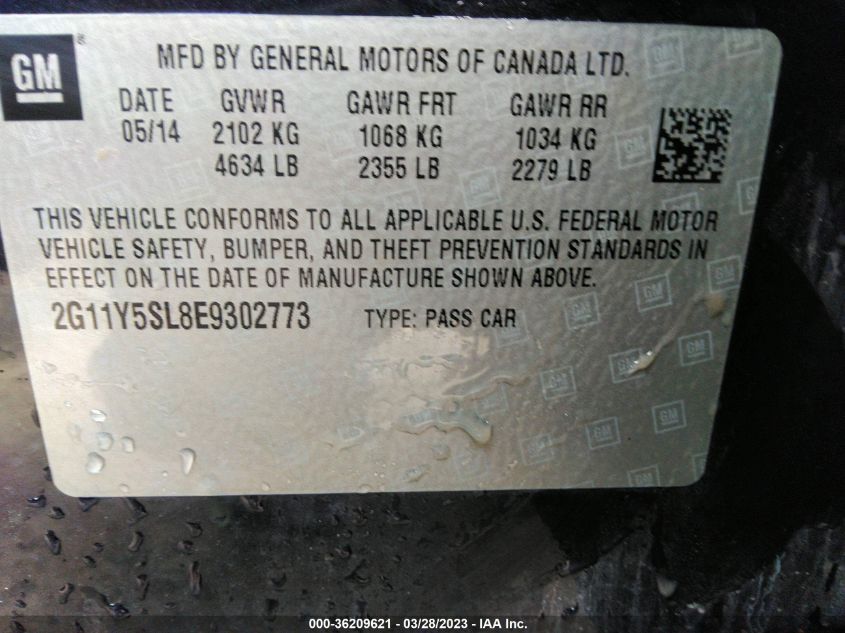 GM
MFD BY GENERAL MOTORS OF CANADA LTD.
DATE GVWR GAWR FRT GAWR RR
05/14 2102 KG 1068 KG 1034 KG
4634 LB 2355 LB 2279 LB
THIS VEHICLE CONFORMS TO ALL APPLICABLE U.S. FEDERAL MOTOR
VEHICLE SAFETY, BUMPER, AND THEFT PREVENTION STANDARDS IN
EFFECT ON THE DATE OF MANUFACTURE SHOWN ABOVE.
2G11Y5SL8E9302773 TYPE: PASS CAR
000-36209621 - 03/28/2023 - IAA Inc.